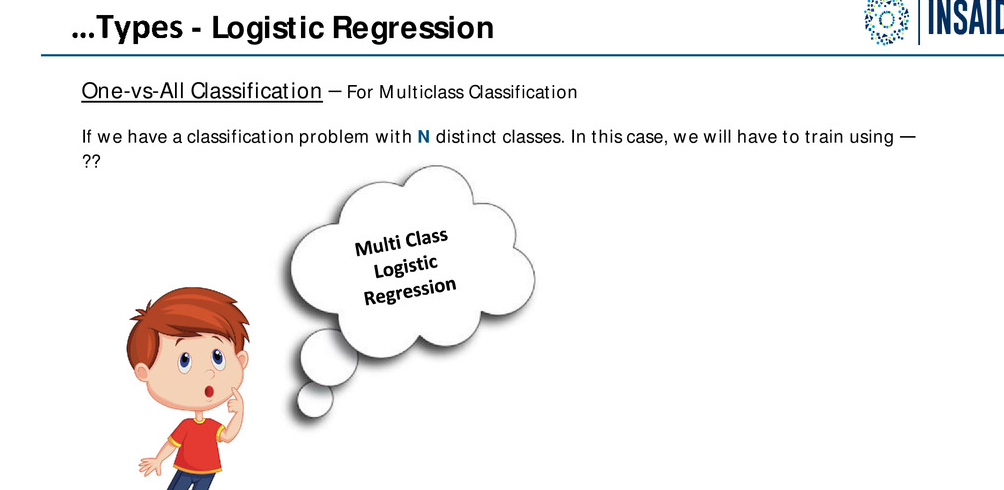 ...Types - Logistic Regression
INSAID
One-vs-All Classification – For Multiclass Classification
If we have a classification problem with N distinct classes. In this case, we will have to train using —
??
Multi Class
Logistic
Regression